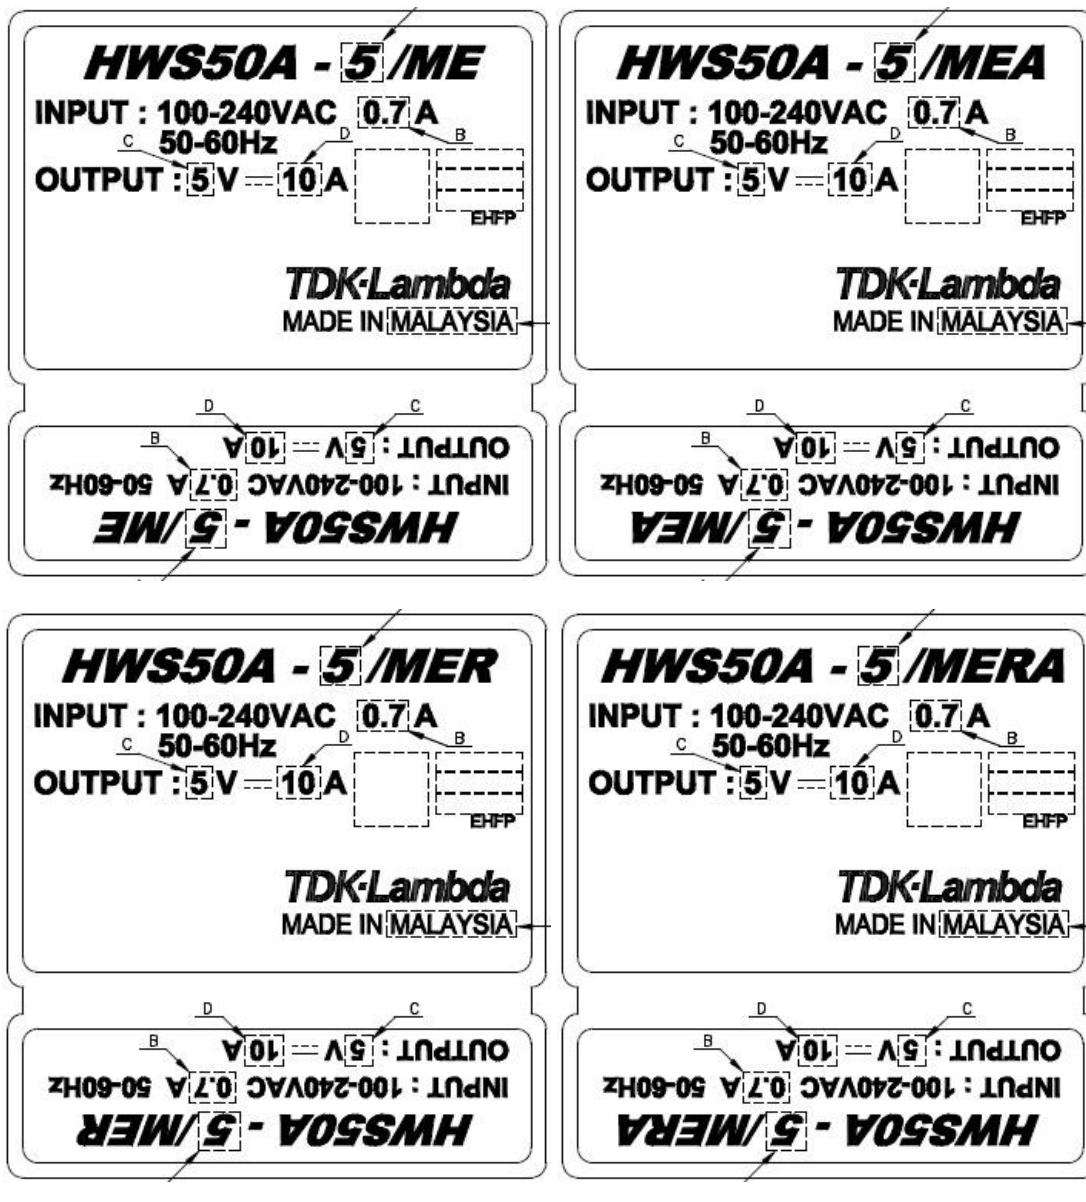 HWS50A - 5 /ME
INPUT : 100-240VAC 0.7 A
50-60Hz
B
C
D
OUTPUT : 5 V 10 A
EHFP
TDK-Lambda
MADE IN MALAYSIA
HWS50A - 5 /MEA
INPUT : 100-240VAC 0.7 A
50-60Hz
B
C
D
OUTPUT : 5 V 10 A
EHFP
TDK-Lambda
MADE IN MALAYSIA
HWS50A - 5 /ME
INPUT : 100-240VAC 0.7 A 50-60Hz
OUTPUT : 5 V 10 A
B
D
C
HWS50A - 5 /MEA
INPUT : 100-240VAC 0.7 A 50-60Hz
OUTPUT : 5 V 10 A
B
D
C
HWS50A - 5 /MER
INPUT : 100-240VAC 0.7 A
50-60Hz
B
C
D
OUTPUT : 5 V 10 A
EHFP
TDK-Lambda
MADE IN MALAYSIA
HWS50A - 5 /MERA
INPUT : 100-240VAC 0.7 A
50-60Hz
B
C
D
OUTPUT : 5 V 10 A
EHFP
TDK-Lambda
MADE IN MALAYSIA
HWS50A - 5 /MER
INPUT : 100-240VAC 0.7 A 50-60Hz
OUTPUT : 5 V 10 A
B
D
C
HWS50A - 5 /MERA
INPUT : 100-240VAC 0.7 A 50-60Hz
OUTPUT : 5 V 10 A
B
D
C